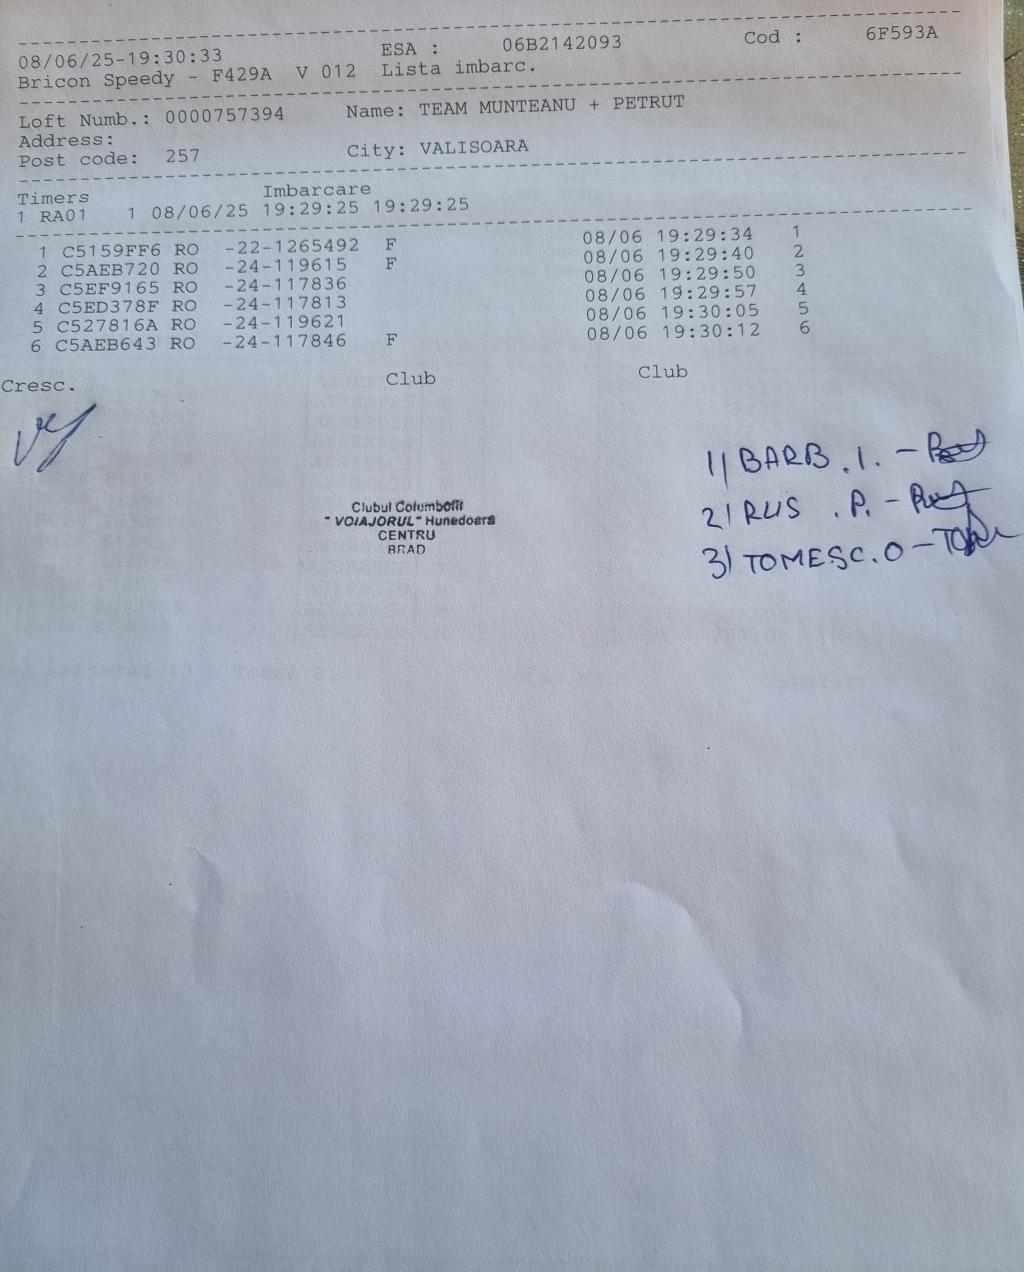 08/06/25-19:30:33 ESA : 06B2142093 Cod : 6F593A
Bricon Speedy - F429A V 012 Lista imbarc.
Loft Numb.: 0000757394 Name: TEAM MUNTEANU + PETRUT
Address:
Post code: 257 City: VALISOARA
Timers Imbarcare
1 RA01 1 08/06/25 19:29:25 19:29:25
1 C5159FF6 RO -22-1265492 F 08/06 19:29:34 1
2 C5AEB720 RO -24-119615 F 08/06 19:29:40 2
3 C5EF9165 RO -24-117836 08/06 19:29:50 3
4 C5ED378F RO -24-117813 08/06 19:29:57 4
5 C527816A RO -24-119621 08/06 19:30:05 5
6 C5AEB643 RO -24-117846 F 08/06 19:30:12 6
Cresc. Club Club
1) BARB.I. -
2) RUS .P. -
3) TOMESC.O -
Clubul Columbofil
"VOIAJORUL" Hunedoara
CENTRU
BRAD